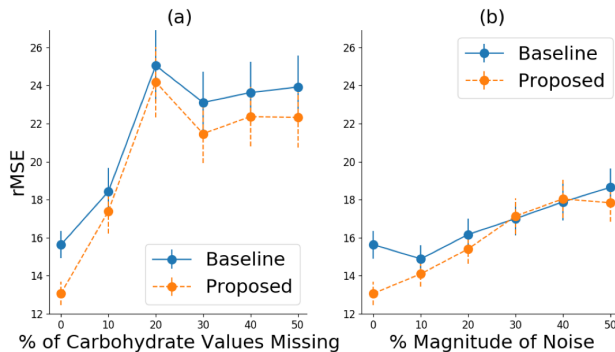 (a)
(b)
rMSE
26
24
22
20
18
16
14
12
0 10 20 30 40 50
% of Carbohydrate Values Missing
Baseline
Proposed
26
24
22
20
18
16
14
12
0 10 20 30 40 50
% Magnitude of Noise
Baseline
Proposed